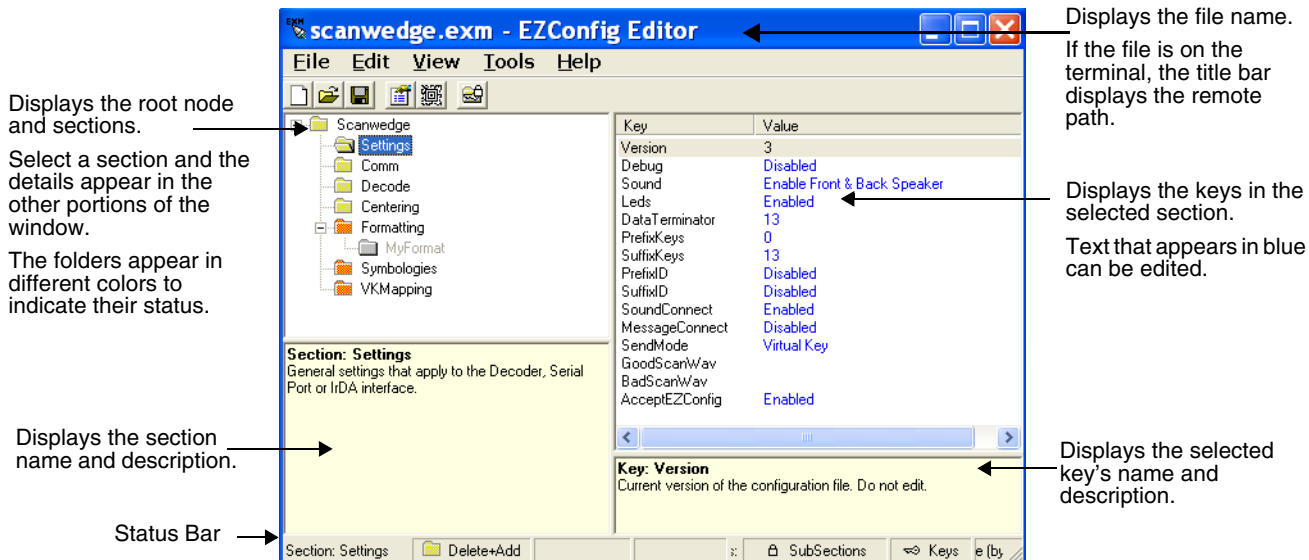 Displays the root node
and sections.
Select a section and the
details appear in the
other portions of the
window.
The folders appear in
different colors to
indicate their status.
Displays the section
name and description.
Status Bar
EXM
scanwedge.exm - EZConfig Editor
File Edit View Tools Help
Scanwedge
Settings
Comm
Decode
Centering
Formatting
MyFormat
Symbologies
VKMapping
Key Value
Version 3
Debug Disabled
Sound Enable Front & Back Speaker
Leds Enabled
DataTerminator 13
PrefixKeys 0
SuffixKeys 13
PrefixID Disabled
SuffixID Disabled
SoundConnect Enabled
MessageConnect Disabled
SendMode Virtual Key
GoodScanWav
BadScanWav
AcceptEZConfig Enabled
Section: Settings
General settings that apply to the Decoder, Serial
Port or IrDA interface.
Key: Version
Current version of the configuration file. Do not edit.
Section: Settings Delete+Add SubSections Keys e (by
Displays the file name.
If the file is on the
terminal, the title bar
displays the remote
path.
Displays the keys in the
selected section.
Text that appears in blue
can be edited.
Displays the selected
key's name and
description.